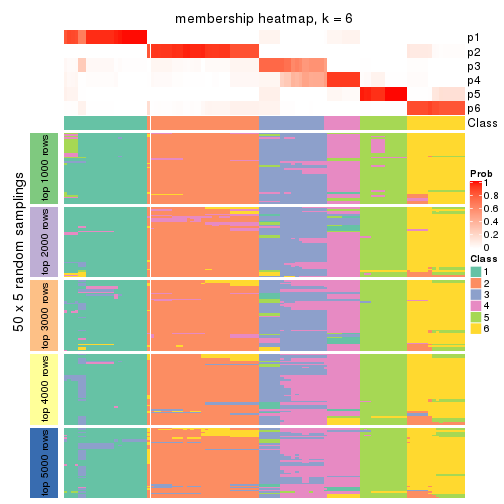 membership heatmap, k = 6
p1
p2
p3
p4
p5
p6
Class
50 x 5 random samplings
top 1000 rows
top 2000 rows
top 3000 rows
top 4000 rows
top 5000 rows
Prob
1
0.8
0.6
0.4
0.2
0
Class
1
2
3
4
5
6